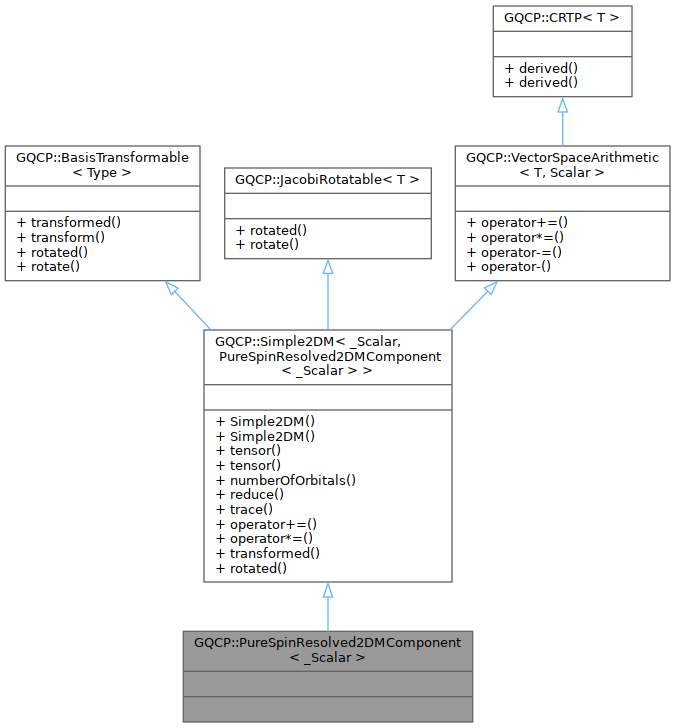 GQCP::CRTP< T >
+ derived()
+ derived()
GQCP::BasisTransformable
< Type >
+ transformed()
+ transform()
+ rotated()
+ rotate()
GQCP::JacobiRotatable< T >
+ rotated()
+ rotate()
GQCP::VectorSpaceArithmetic
< T, Scalar >
+ operator+=()
+ operator*=()
+ operator-=()
+ operator-()
GQCP::Simple2DM< _Scalar,
PureSpinResolved2DMComponent
< _Scalar > >
+ Simple2DM()
+ Simple2DM()
+ tensor()
+ tensor()
+ numberOfOrbitals()
+ reduce()
+ trace()
+ operator+=()
+ operator*=()
+ transformed()
+ rotated()
GQCP::PureSpinResolved2DMComponent
< _Scalar >